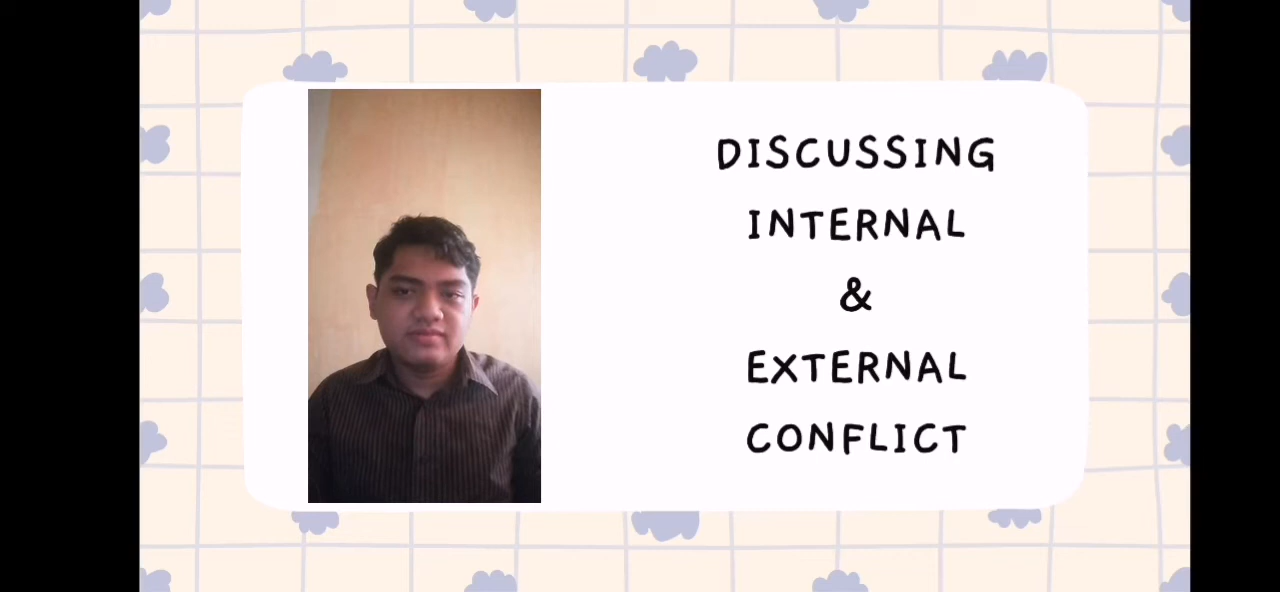 DISCUSSING
INTERNAL
&
EXTERNAL
CONFLICT